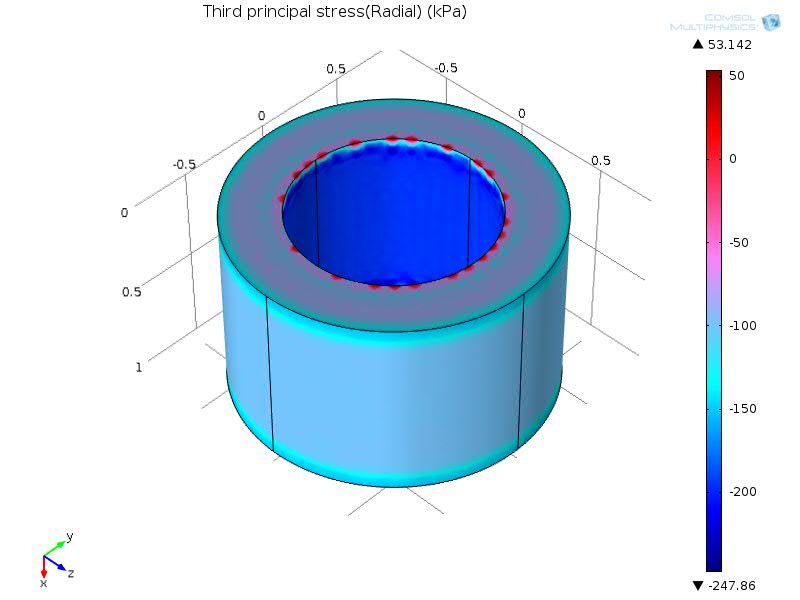 Third principal stress(Radial) (kPa)
COMSOL
MULTIPHYSICS
▲ 53.142
50
0
-50
-100
-150
-200
▼ -247.86
0.5
-0.5
0
0
-0.5
0.5
0
0.5
1
y
z
x